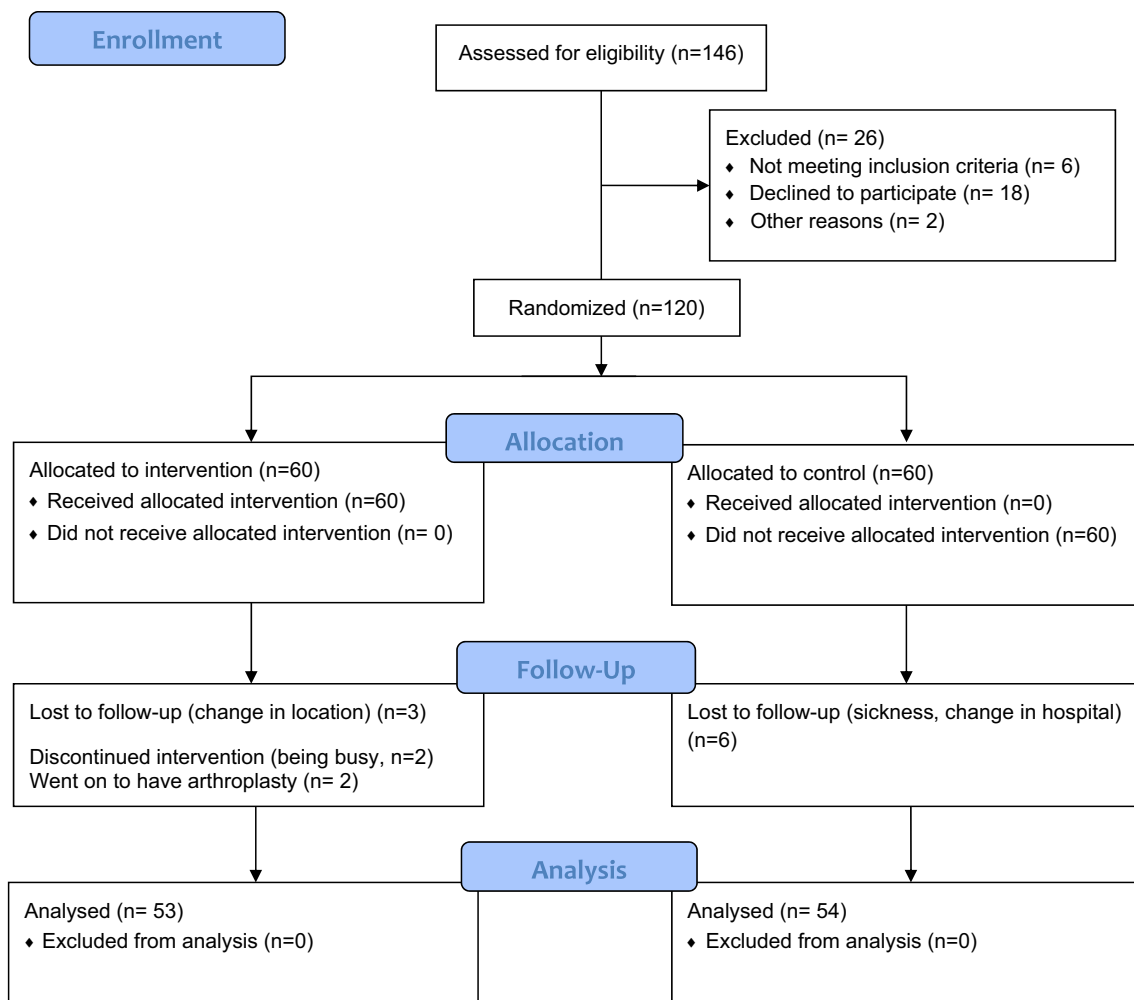 Enrollment
Assessed for eligibility (n=146)
Excluded (n= 26)
♦ Not meeting inclusion criteria (n= 6)
♦ Declined to participate (n= 18)
♦ Other reasons (n= 2)
Randomized (n=120)
Allocation
Allocated to intervention (n=60)
♦ Received allocated intervention (n=60)
♦ Did not receive allocated intervention (n= 0)
Allocated to control (n=60)
♦ Received allocated intervention (n=0)
♦ Did not receive allocated intervention (n=60)
Follow-Up
Lost to follow-up (change in location) (n=3)
Discontinued intervention (being busy, n=2)
Went on to have arthroplasty (n= 2)
Lost to follow-up (sickness, change in hospital)
(n=6)
Analysis
Analysed (n= 53)
♦ Excluded from analysis (n=0)
Analysed (n= 54)
♦ Excluded from analysis (n=0)